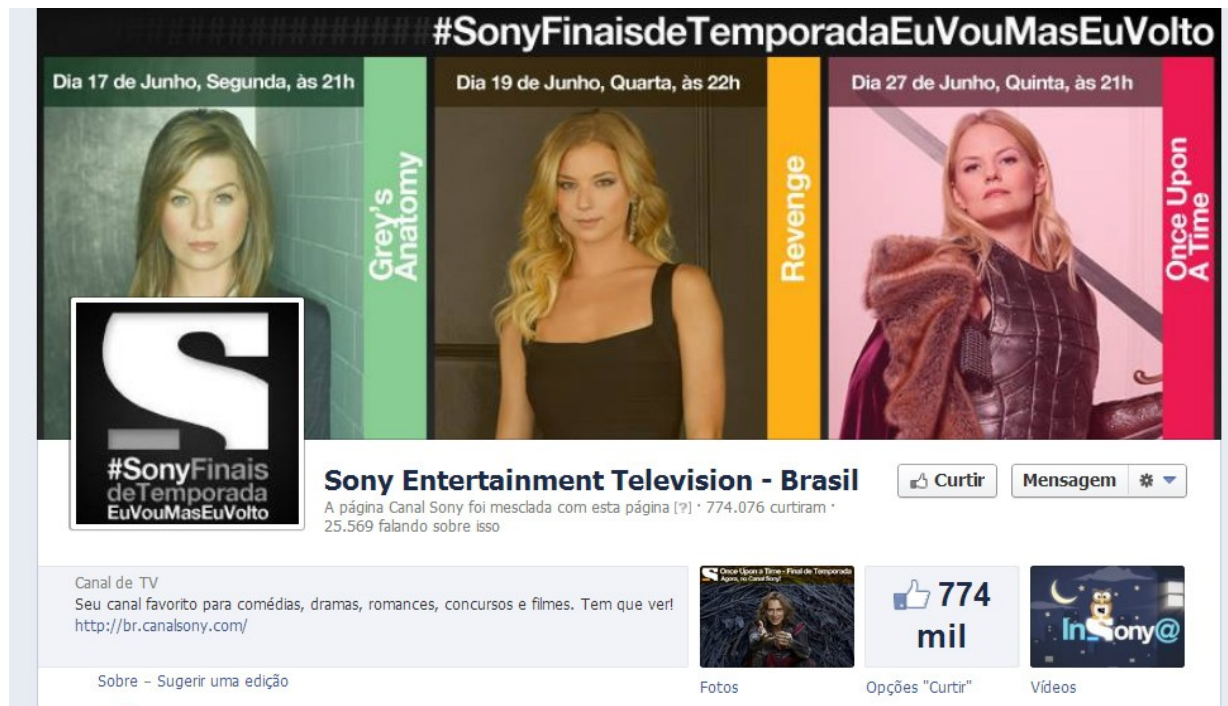 #############SonyFinaisdeTemporadaEuVouMasEuVolto
Dia 17 de Junho, Segunda, às 21h
Grey's
Anatomy
Dia 19 de Junho, Quarta, às 22h
Revenge
Dia 27 de Junho, Quinta, às 21h
Once Upon
A Time
S
#SonyFinais
deTemporada
EuVouMasEuVolto
Sony Entertainment Television - Brasil
A página Canal Sony foi mesclada com esta página [?] · 774.076 curtiram ·
25.569 falando sobre isso
Curtir
Mensagem
Canal de TV
Seu canal favorito para comédias, dramas, romances, concursos e filmes. Tem que ver!
http://br.canalsony.com/
Sobre – Sugerir uma edição
Once Upon a Time - Final de Temporada
Agora, no Canal Sony!
Fotos
774
mil
Opções "Curtir"
InSony@
Vídeos